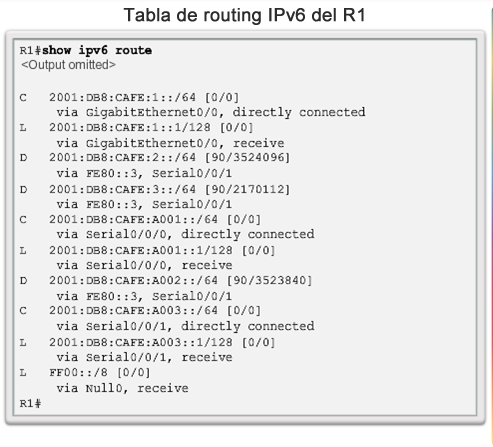 Tabla de routing IPv6 del R1
R1#show ipv6 route
<Output omitted>
C 2001:DB8:CAFE:1::/64 [0/0]
via GigabitEthernet0/0, directly connected
L 2001:DB8:CAFE:1::1/128 [0/0]
via GigabitEthernet0/0, receive
D 2001:DB8:CAFE:2::/64 [90/3524096]
via FE80::3, Serial0/0/1
D 2001:DB8:CAFE:3::/64 [90/2170112]
via FE80::3, Serial0/0/1
C 2001:DB8:CAFE:A001::/64 [0/0]
via Serial0/0/0, directly connected
L 2001:DB8:CAFE:A001::1/128 [0/0]
via Serial0/0/0, receive
D 2001:DB8:CAFE:A002::/64 [90/3523840]
via FE80::3, Serial0/0/1
C 2001:DB8:CAFE:A003::/64 [0/0]
via Serial0/0/1, directly connected
L 2001:DB8:CAFE:A003::1/128 [0/0]
via Serial0/0/1, receive
L FF00::/8 [0/0]
via Null0, receive
R1#